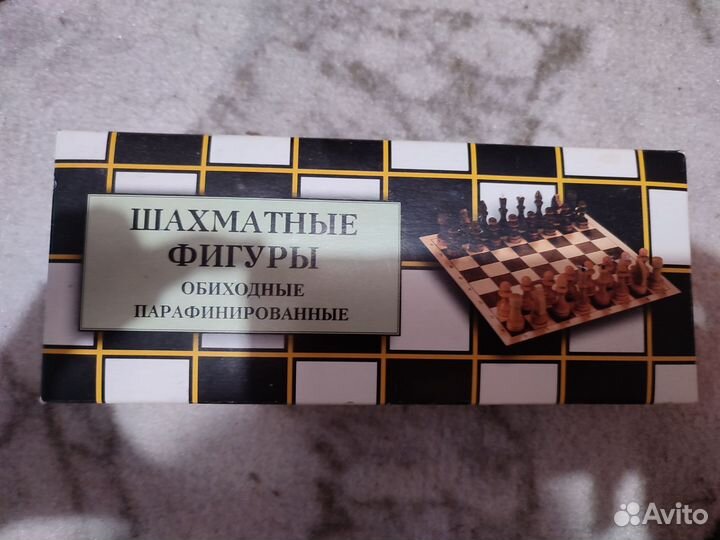 ШАХМАТНЫЕ
ФИГУРЫ
ОБИХОДНЫЕ
ПАРАФИНИРОВАННЫЕ
Avito